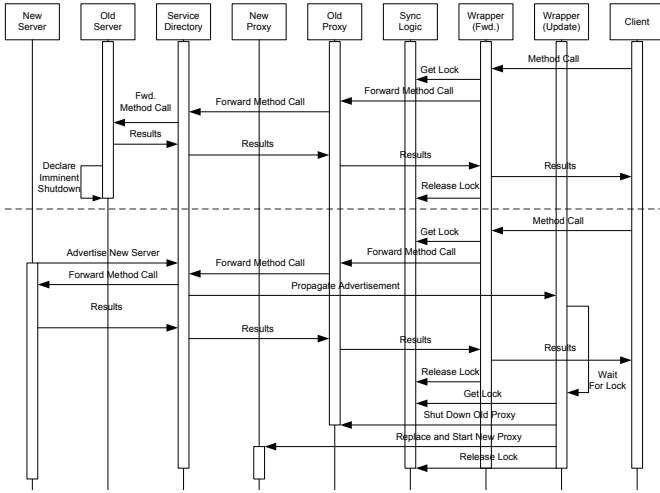 New
Server
Old
Server
Service
Directory
New
Proxy
Old
Proxy
Sync
Logic
Wrapper
(Fwd.)
Wrapper
(Update)
Client
Method Call
Get Lock
Forward Method Call
Fwd.
Method Call
Forward Method Call
Results
Results
Results
Results
Declare
Imminent
Shutdown
Release Lock
Method Call
Get Lock
Advertise New Server
Forward Method Call
Forward Method Call
Forward Method Call
Propagate Advertisement
Results
Results
Results
Results
Wait
For Lock
Release Lock
Get Lock
Shut Down Old Proxy
Replace and Start New Proxy
Release Lock